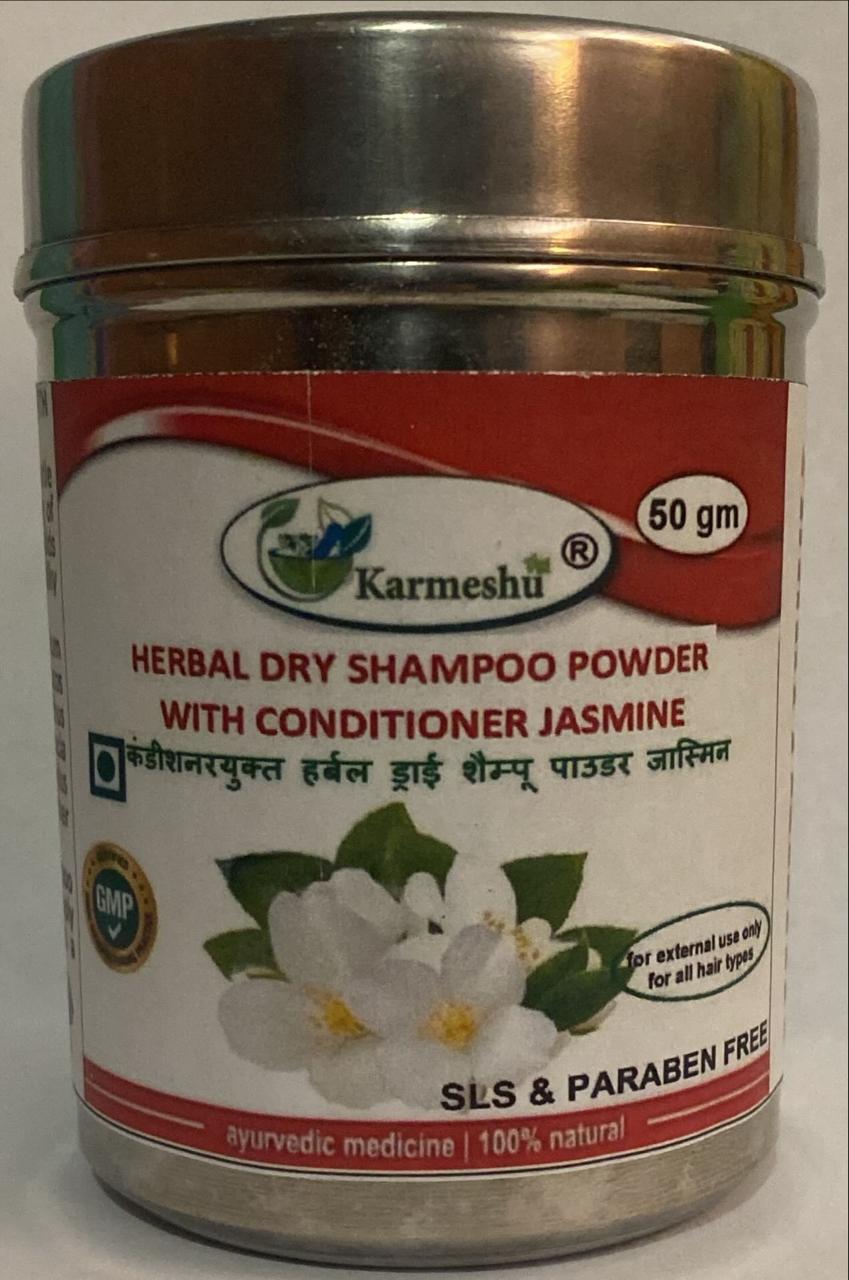 50 gm
Karmeshu ®
HERBAL DRY SHAMPOO POWDER
WITH CONDITIONER JASMINE
कंडीशनरयुक्त हर्बल ड्राई शैम्पू पाउडर जास्मिन
GMP
for external use only
for all hair types
SLS & PARABEN FREE
ayurvedic medicine | 100% natural